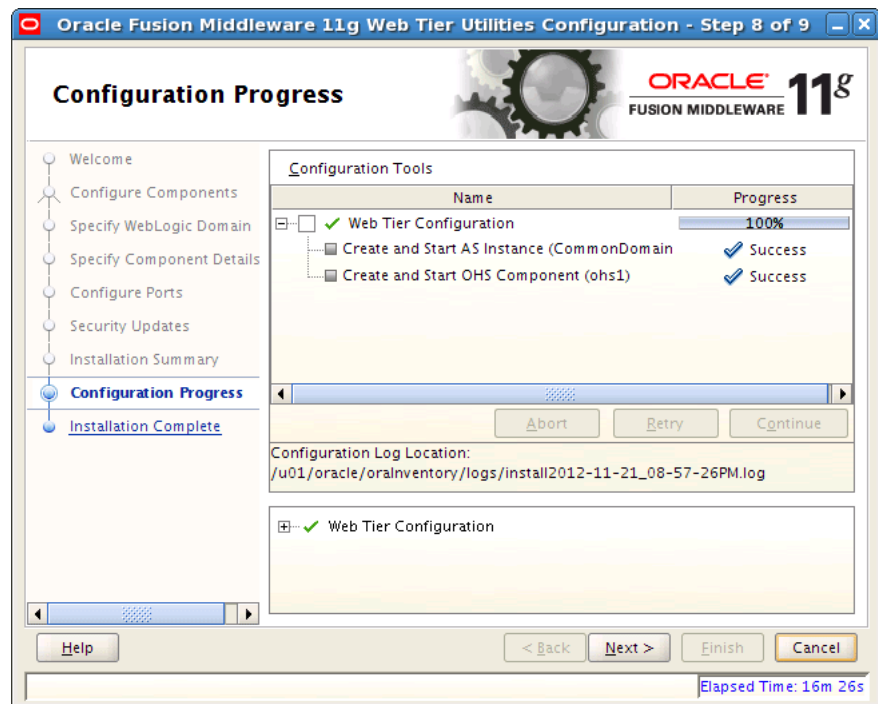 Oracle Fusion Middleware 11g Web Tier Utilities Configuration - Step 8 of 9
Configuration Progress
ORACLE
FUSION MIDDLEWARE
11g
Welcome
Configure Components
Specify WebLogic Domain
Specify Component Details
Configure Ports
Security Updates
Installation Summary
Configuration Progress
Installation Complete
Configuration Tools
Name Progress
Web Tier Configuration 100%
Create and Start AS Instance (CommonDomain Success
Create and Start OHS Component (ohs1) Success
Abort Retry Continue
Configuration Log Location:
/u01/oracle/oraInventory/logs/install2012-11-21_08-57-26PM.log
Web Tier Configuration
Help < Back Next > Finish Cancel
Elapsed Time: 16m 26s